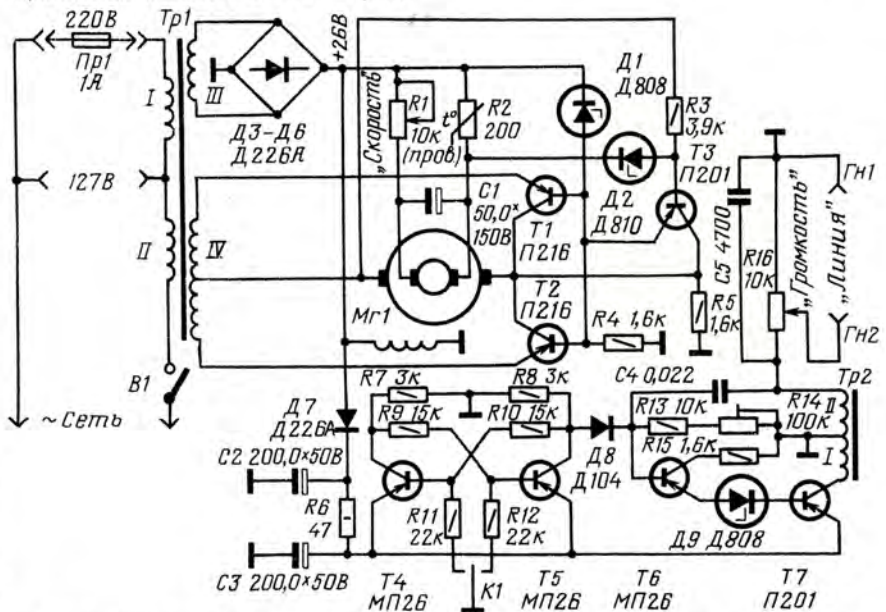 220В
Пр1
1А
Тр1
I
II
III
IV
127В
В1
~ Сеть
Д3-Д6
Д226А
+26В
„Скорость"
R1
10к
(пров)
t°
R2
200
С1
50,0×
150В
Мг1
Т1
П216
Т2
П216
Д1
Д808
Д2
Д810
R3
3,9к
Т3
П201
R4 1,6к
R5
1,6к
С5 4700
R16
10к
„Громкость"
„Линия"
Гн1
Гн2
Д7
Д226А
С2 200,0×50В
R6
47
С3 200,0×50В
R7 3к
R8 3к
R9 15к
R10 15к
R11
22к
R12
22к
К1
Т4
МП26
Т5
МП26
Д8
Д104
С4 0,022
R13 10к
R14
100к
R15 1,6к
Тр2
II
I
Д9 Д808
Т6
МП26
Т7
П201